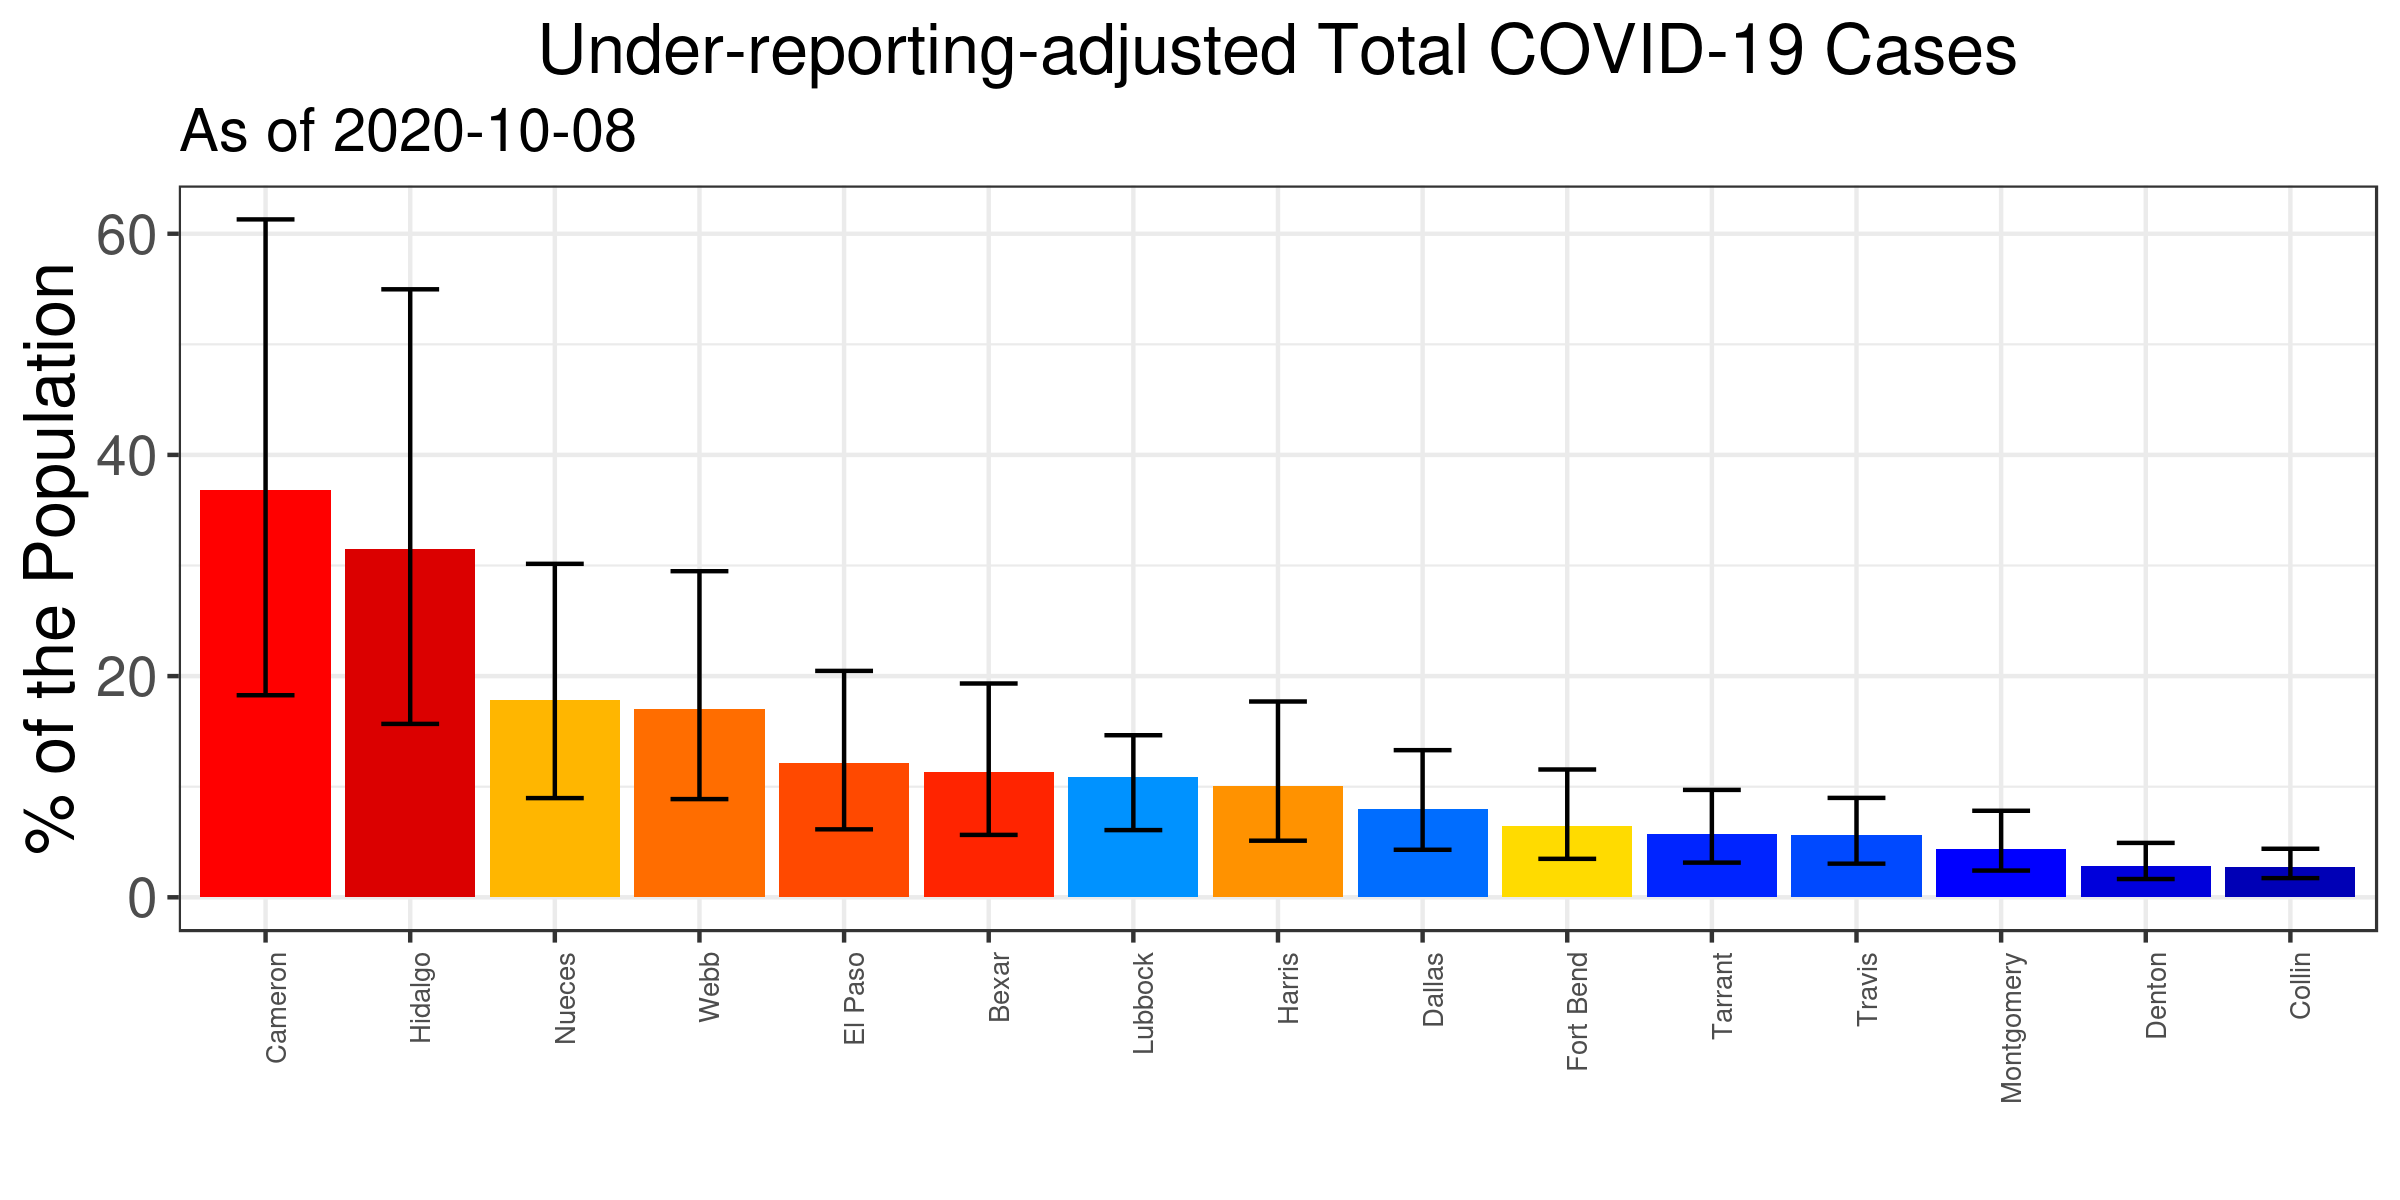 Under-reporting-adjusted Total COVID-19 Cases
As of 2020-10-08
% of the Population
60
40
20
0
Cameron
Hidalgo
Nueces
Webb
El Paso
Bexar
Lubbock
Harris
Dallas
Fort Bend
Tarrant
Travis
Montgomery
Denton
Collin